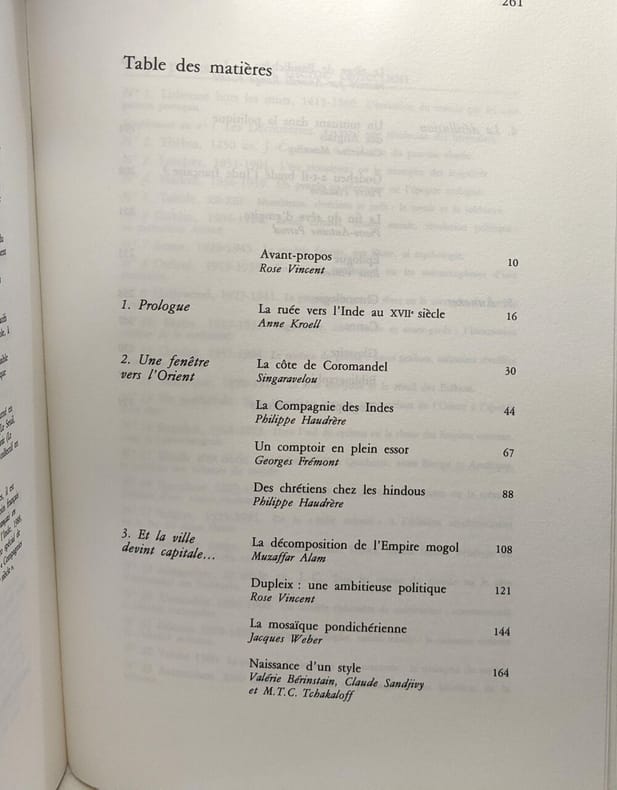 261
Table des matières
Avant-propos 10
Rose Vincent
1. Prologue La ruée vers l'Inde au XVIIᵉ siècle 16
Anne Kroell
2. Une fenêtre vers l'Orient La côte de Coromandel 30
Singaravelou
La Compagnie des Indes 44
Philippe Haudrère
Un comptoir en plein essor 67
Georges Frémont
Des chrétiens chez les hindous 88
Philippe Haudrère
3. Et la ville devint capitale... La décomposition de l'Empire mogol 108
Muzaffar Alam
Dupleix : une ambitieuse politique 121
Rose Vincent
La mosaïque pondichérienne 144
Jacques Weber
Naissance d'un style 164
Valérie Bérinstain, Claude Sandjivy
et M.T.C. Tchakaloff